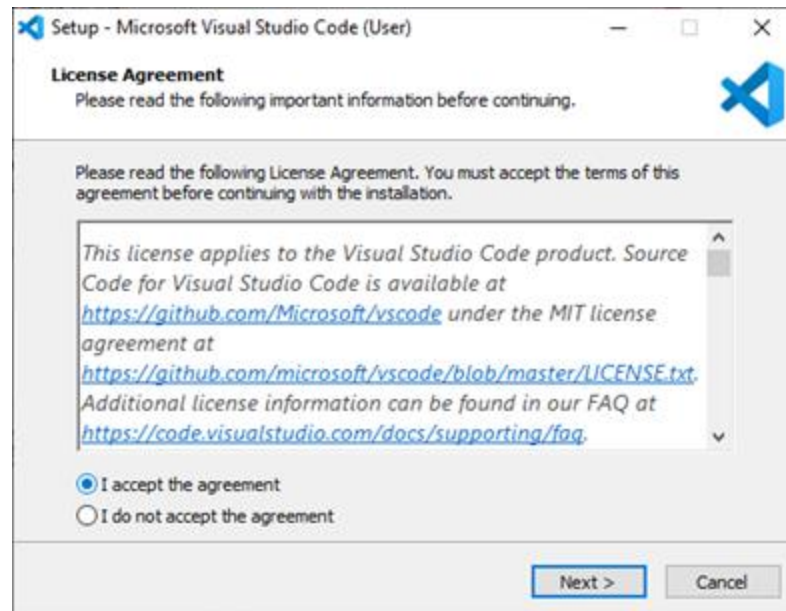 Setup - Microsoft Visual Studio Code (User)
License Agreement
Please read the following important information before continuing.
Please read the following License Agreement. You must accept the terms of this
agreement before continuing with the installation.
This license applies to the Visual Studio Code product. Source
Code for Visual Studio Code is available at
https://github.com/Microsoft/vscode under the MIT license
agreement at
https://github.com/microsoft/vscode/blob/master/LICENSE.txt.
Additional license information can be found in our FAQ at
https://code.visualstudio.com/docs/supporting/faq.
I accept the agreement
I do not accept the agreement
Next >
Cancel